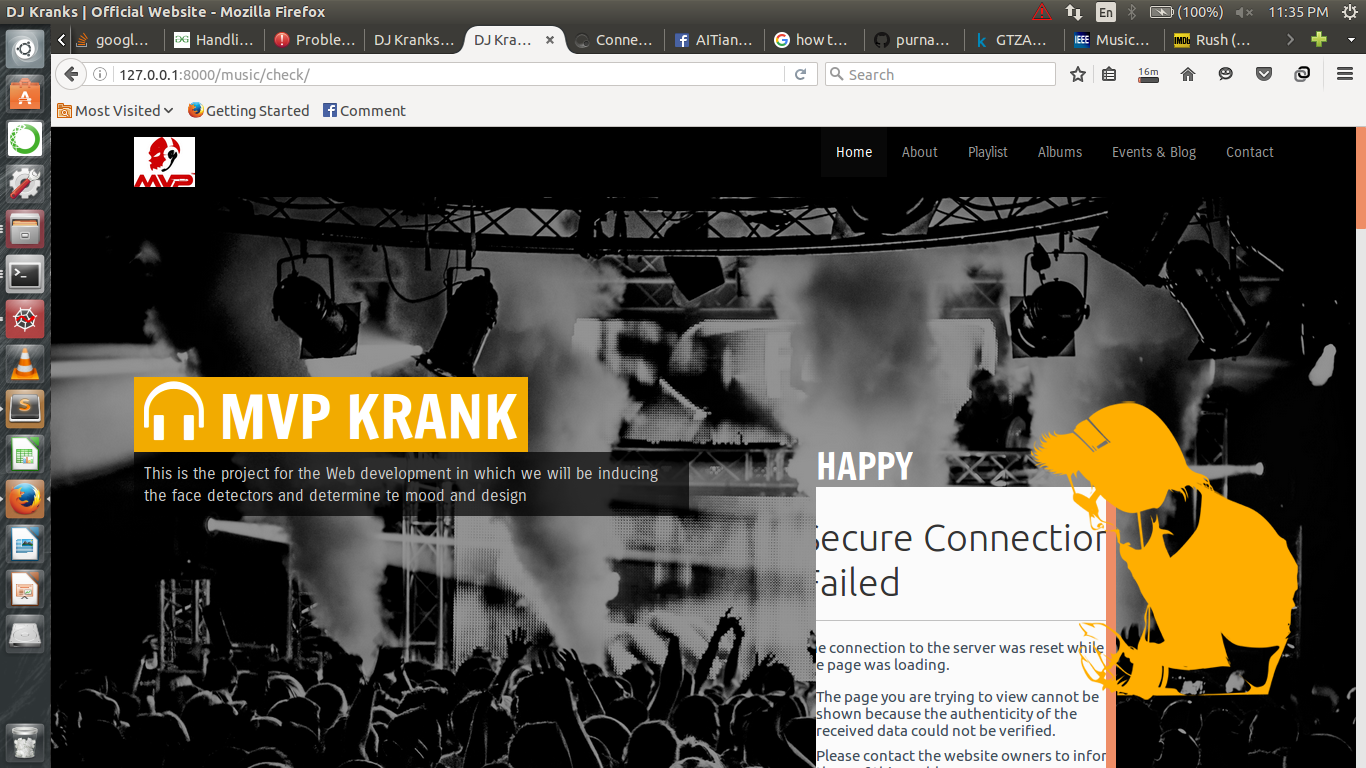 DJ Kranks | Official Website - Mozilla Firefox
En
(100%)
11:35 PM
googl...
Handli...
Proble...
DJ Kranks...
DJ Kra...
Conne...
AITian...
how t...
purna...
GTZA...
IEEE
Music...
IMDb
Rush (...
127.0.0.1:8000/music/check/
Search
16m
Most Visited
Getting Started
Comment
MVP
Home
About
Playlist
Albums
Events & Blog
Contact
MVP KRANK
This is the project for the Web development in which we will be inducing
the face detectors and determine te mood and design
HAPPY
Secure Connection
Failed
e connection to the server was reset while
e page was loading.
The page you are trying to view cannot be
shown because the authenticity of the
received data could not be verified.
Please contact the website owners to infor